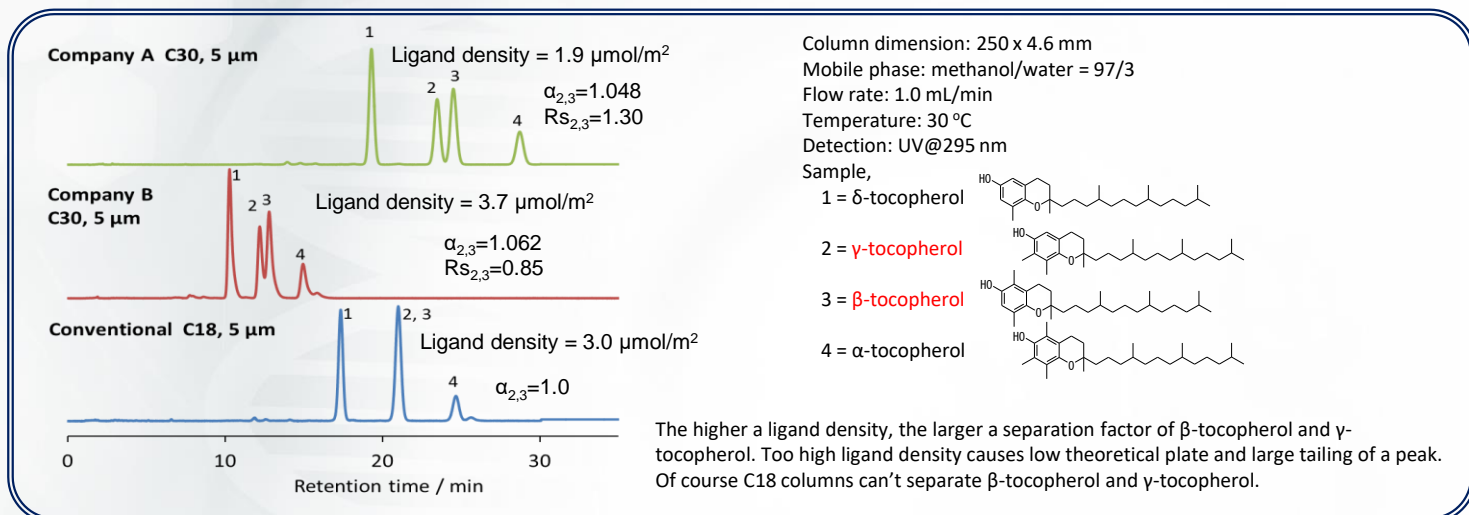 Company A C30, 5 µm
1
Ligand density = 1.9 µmol/m²
2
3
α2,3=1.048
Rs2,3=1.30
4
Company B
C30, 5 µm
1
Ligand density = 3.7 µmol/m²
2 3
α2,3=1.062
Rs2,3=0.85
4
Conventional C18, 5 µm
1
2, 3
Ligand density = 3.0 µmol/m²
4
α2,3=1.0
0 10 20 30
Retention time / min
Column dimension: 250 x 4.6 mm
Mobile phase: methanol/water = 97/3
Flow rate: 1.0 mL/min
Temperature: 30 °C
Detection: UV@295 nm
Sample,
1 = δ-tocopherol
HO
O
2 = γ-tocopherol
HO
O
3 = β-tocopherol
HO
O
4 = α-tocopherol
HO
O
The higher a ligand density, the larger a separation factor of β-tocopherol and γ-
tocopherol. Too high ligand density causes low theoretical plate and large tailing of a peak.
Of course C18 columns can’t separate β-tocopherol and γ-tocopherol.